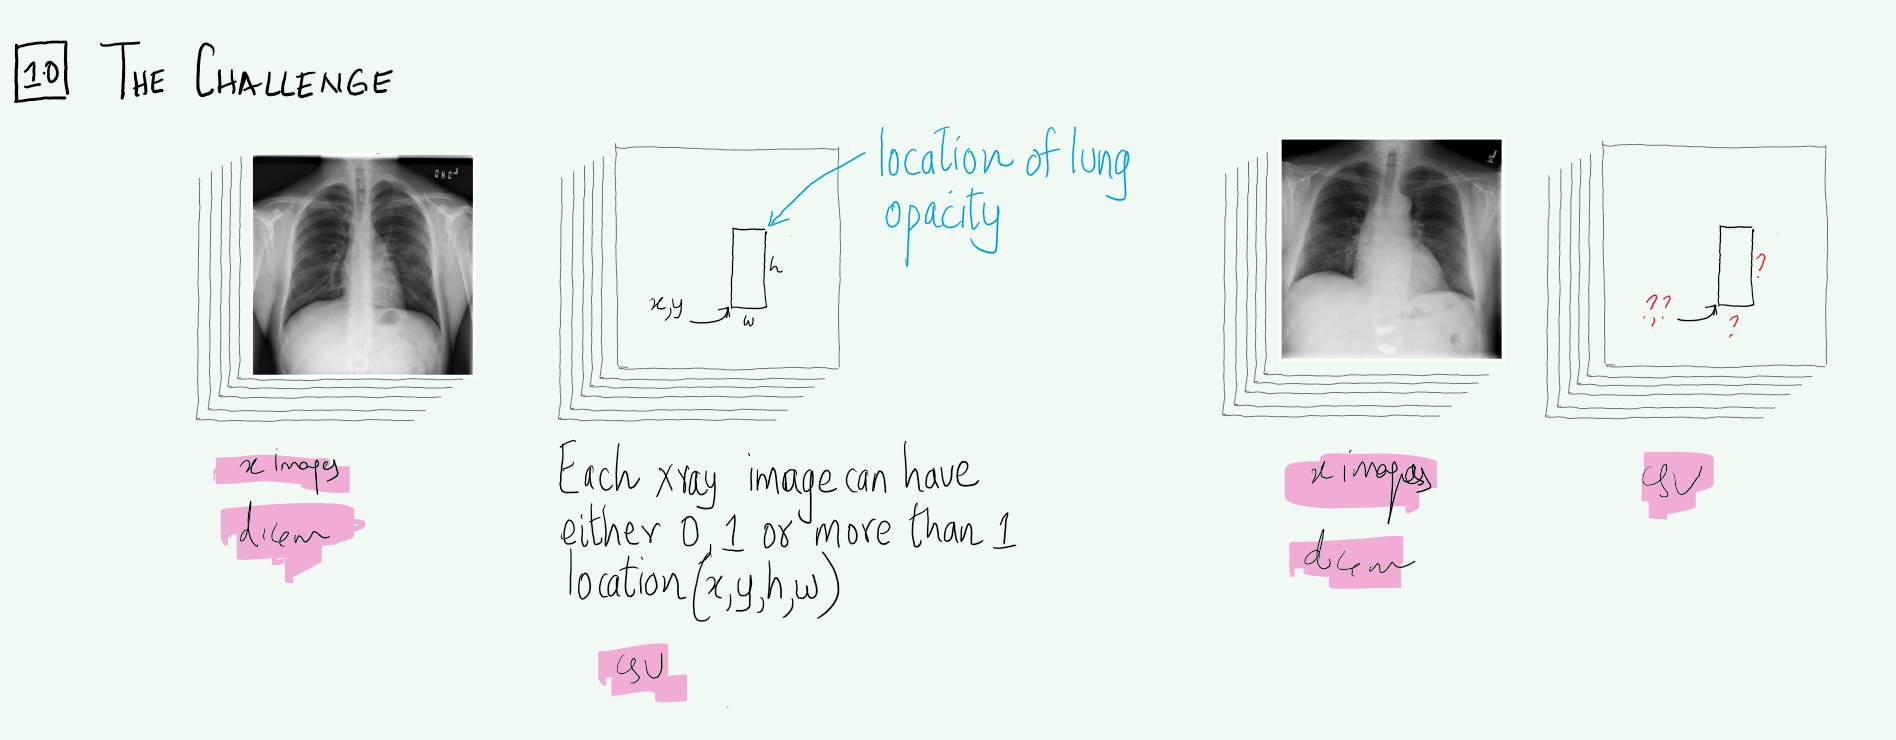 1.0 THE CHALLENGE
location of lung
opacity
h
x,y
w
??
?
?
x images
dicom
Each xray image can have
either 0, 1 or more than 1
location (x,y,h,w)
csv
x images
dicom
csv